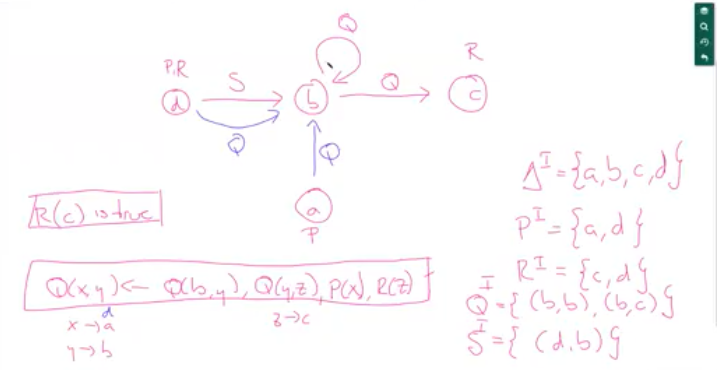 Q
R
P,R
S
Q
d
b
c
Q
Q
a
P
R(c) is true
Q(x,y) ← Q(b,y), Q(y,z), P(x), R(z)
d
x → a
z → c
y → b
Δ^I = {a, b, c, d}
P^I = {a, d}
R^I = {c, d}
Q^I = { (b,b), (b,c) }
S^I = { (d,b) }